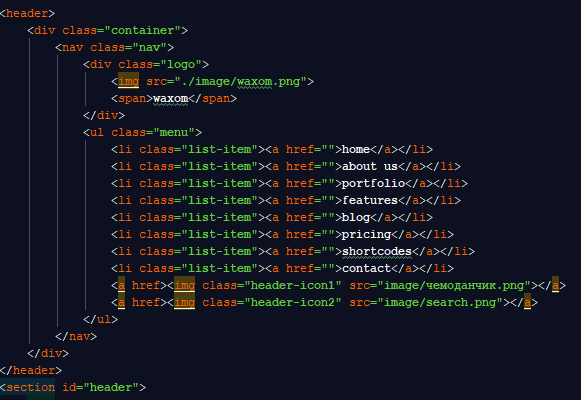 <header>
<div class="container">
<nav class="nav">
<div class="logo">
<img src="./image/waxom.png">
<span>waxom</span>
</div>
<ul class="menu">
<li class="list-item"><a href="">home</a></li>
<li class="list-item"><a href="">about us</a></li>
<li class="list-item"><a href="">portfolio</a></li>
<li class="list-item"><a href="">features</a></li>
<li class="list-item"><a href="">blog</a></li>
<li class="list-item"><a href="">pricing</a></li>
<li class="list-item"><a href="">shortcodes</a></li>
<li class="list-item"><a href="">contact</a></li>
<a href><img class="header-icon1" src="image/чемоданчик.png"></a>
<a href><img class="header-icon2" src="image/search.png"></a>
</ul>
</nav>
</div>
</header>
<section id="header">